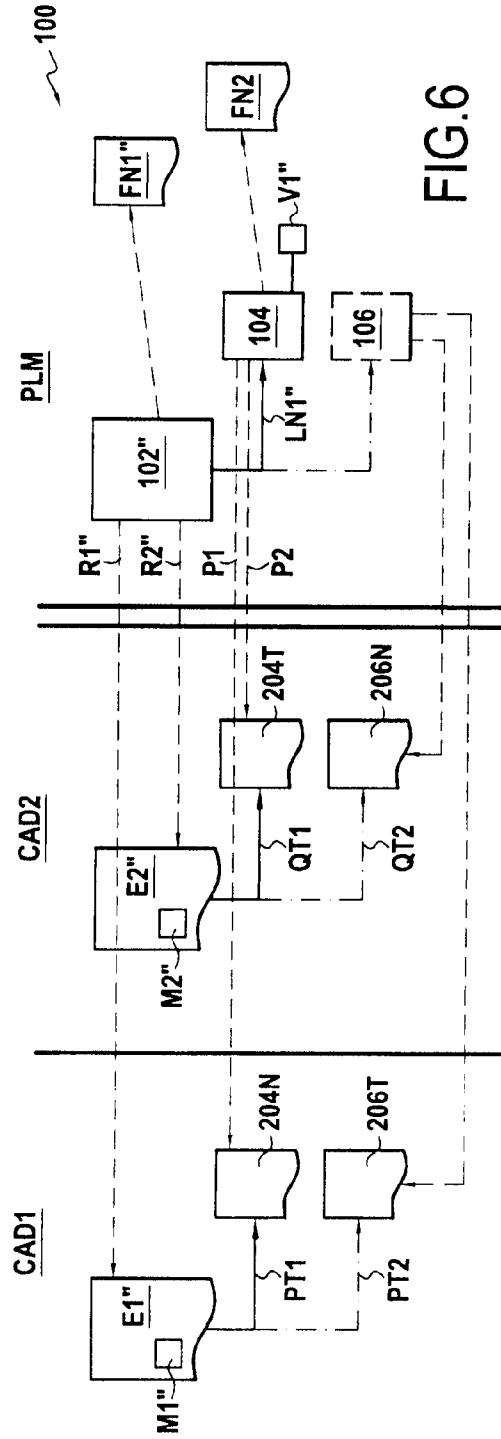 100
CAD1
CAD2
PLM
E1"
M1"
E2"
M2"
R1"
R2"
102"
FN1"
P1
P2
104
FN2
LN1"
V1"
204N
PT1
204T
QT1
106
206T
PT2
206N
QT2
FIG.6